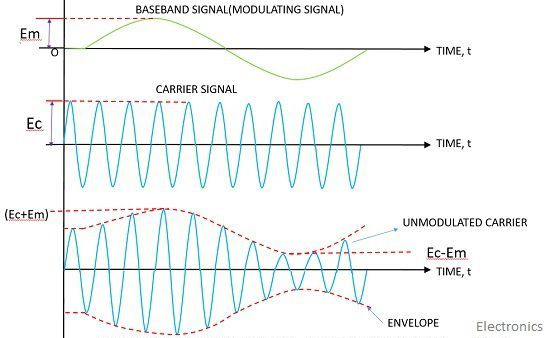 BASEBAND SIGNAL(MODULATING SIGNAL)
Em
O
TIME, t
CARRIER SIGNAL
Ec
TIME, t
(Ec+Em)
UNMODULATED CARRIER
Ec-Em
TIME, t
ENVELOPE
Electronics